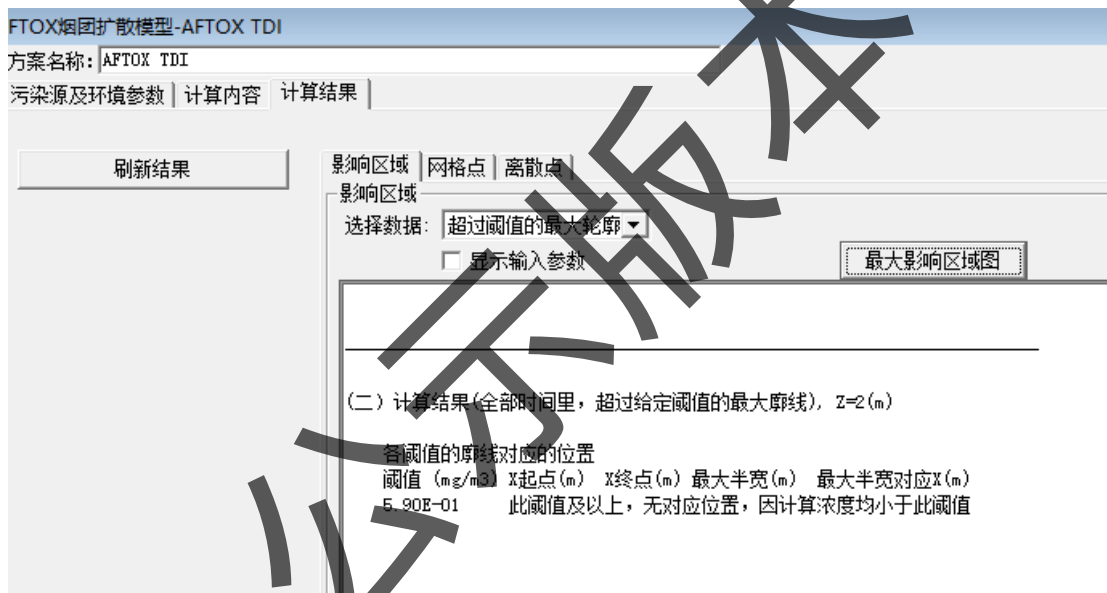 FTOX烟团扩散模型-AFTOX TDI
方案名称: AFTOX TDI
污染源及环境参数 计算内容 计算结果
刷新结果
影响区域 网格点 离散点
影响区域
选择数据: 超过阈值的最大轮廓
显示输入参数
最大影响区域图
(二) 计算结果(全部时间里，超过给定阈值的最大廓线), Z=2(m)
各阈值的廓线对应的位置
阈值 (mg/m3) X起点(m) X终点(m) 最大半宽(m) 最大半宽对应X(m)
5.90E-01 此阈值及以上，无对应位置，因计算浓度均小于此阈值
公示版本